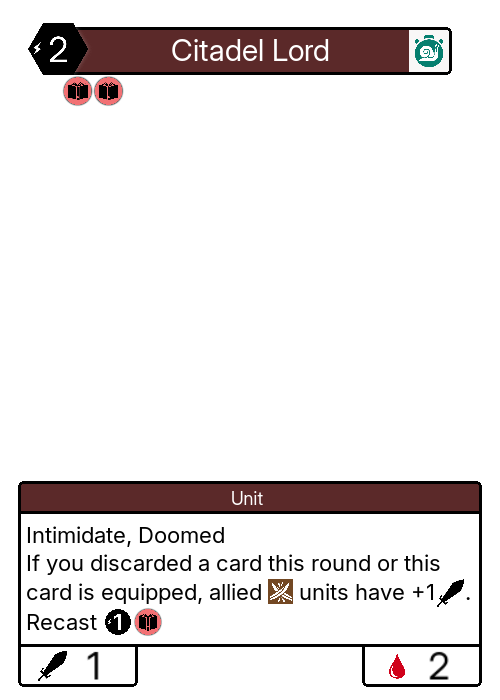 2 Citadel Lord
Unit
Intimidate, Doomed
If you discarded a card this round or this
card is equipped, allied units have +1.
Recast 1
1 2